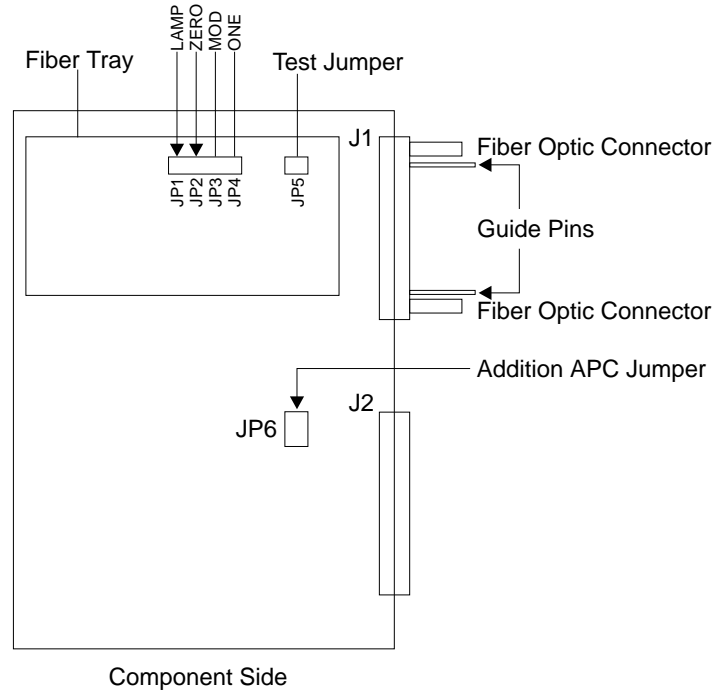 LAMP
ZERO
MOD
ONE
Fiber Tray
Test Jumper
J1
Fiber Optic Connector
JP1
JP2
JP3
JP4
JP5
Guide Pins
Fiber Optic Connector
Addition APC Jumper
J2
JP6
Component Side